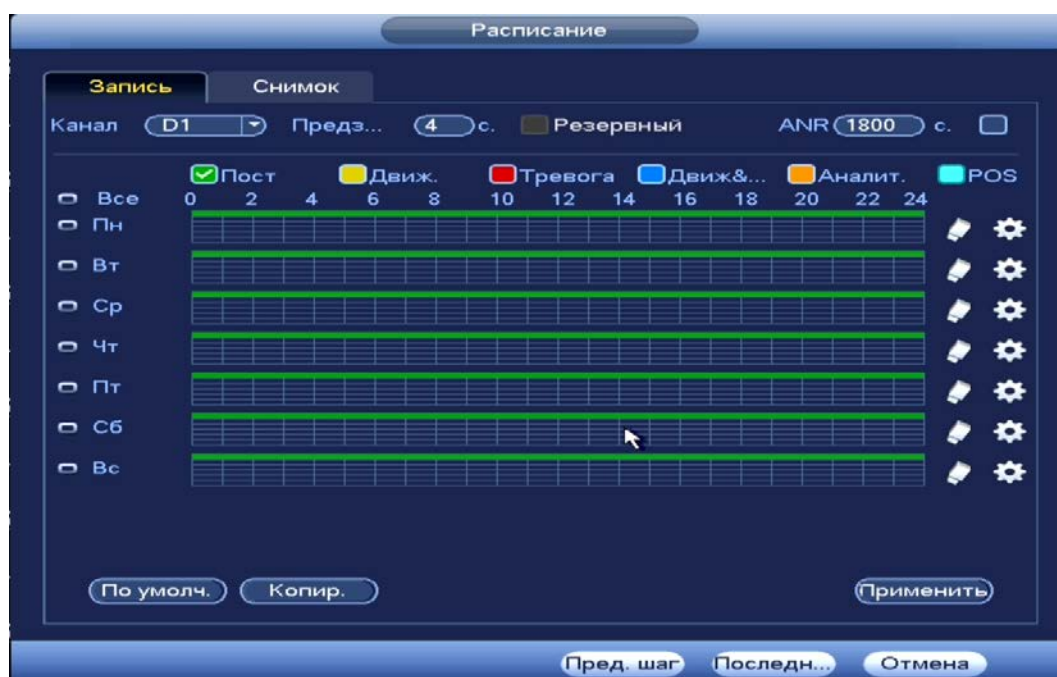 Расписание
Запись Снимок
Канал D1 Предз... 4 с. Резервный ANR 1800 с.
Пост Движ. Тревога Движ&... Аналит. POS
Все 0 2 4 6 8 10 12 14 16 18 20 22 24
Пн
Вт
Ср
Чт
Пт
Сб
Вс
По умолч. Копир. Применить
Пред. шаг Последн... Отмена